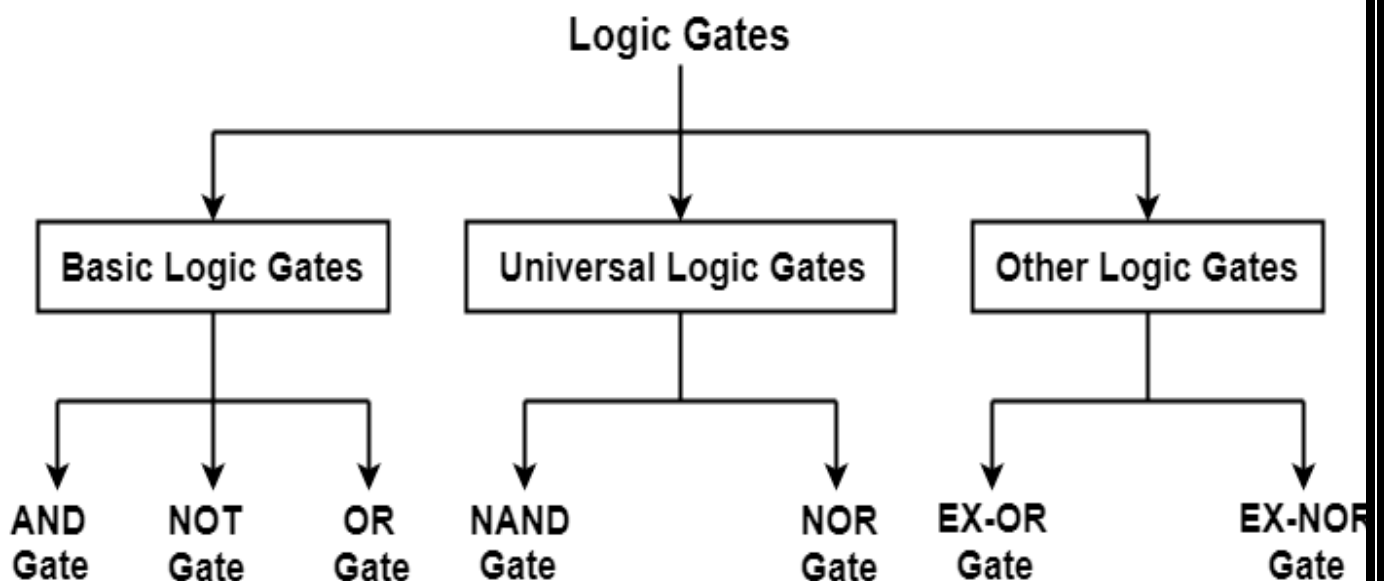 Logic Gates
Basic Logic Gates
Universal Logic Gates
Other Logic Gates
AND
Gate
NOT
Gate
OR
Gate
NAND
Gate
NOR
Gate
EX-OR
Gate
EX-NOR
Gate